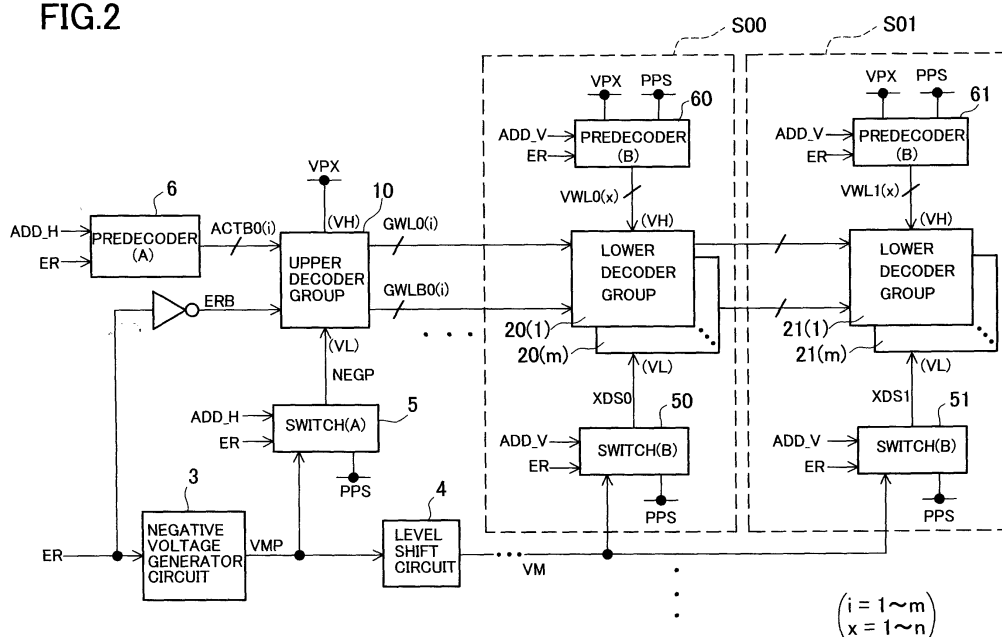 FIG.2
S00
S01
VPX
PPS
60
ADD_V
ER
PREDECODER
(B)
VPX
PPS
61
ADD_V
ER
PREDECODER
(B)
VWL0(x)
(VH)
VWL1(x)
(VH)
6
ADD_H
ER
PREDECODER
(A)
ACTB0(i)
VPX
10
(VH)
UPPER
DECODER
GROUP
GWL0(i)
GWLB0(i)
ERB
(VL)
NEGP
LOWER
DECODER
GROUP
20(1)
20(m)
(VL)
XDS0
LOWER
DECODER
GROUP
21(1)
21(m)
(VL)
XDS1
ADD_H
ER
SWITCH(A)
5
PPS
ADD_V
ER
SWITCH(B)
50
PPS
ADD_V
ER
SWITCH(B)
51
PPS
ER
3
NEGATIVE
VOLTAGE
GENERATOR
CIRCUIT
VMP
4
LEVEL
SHIFT
CIRCUIT
VM
(i = 1~m
x = 1~n)